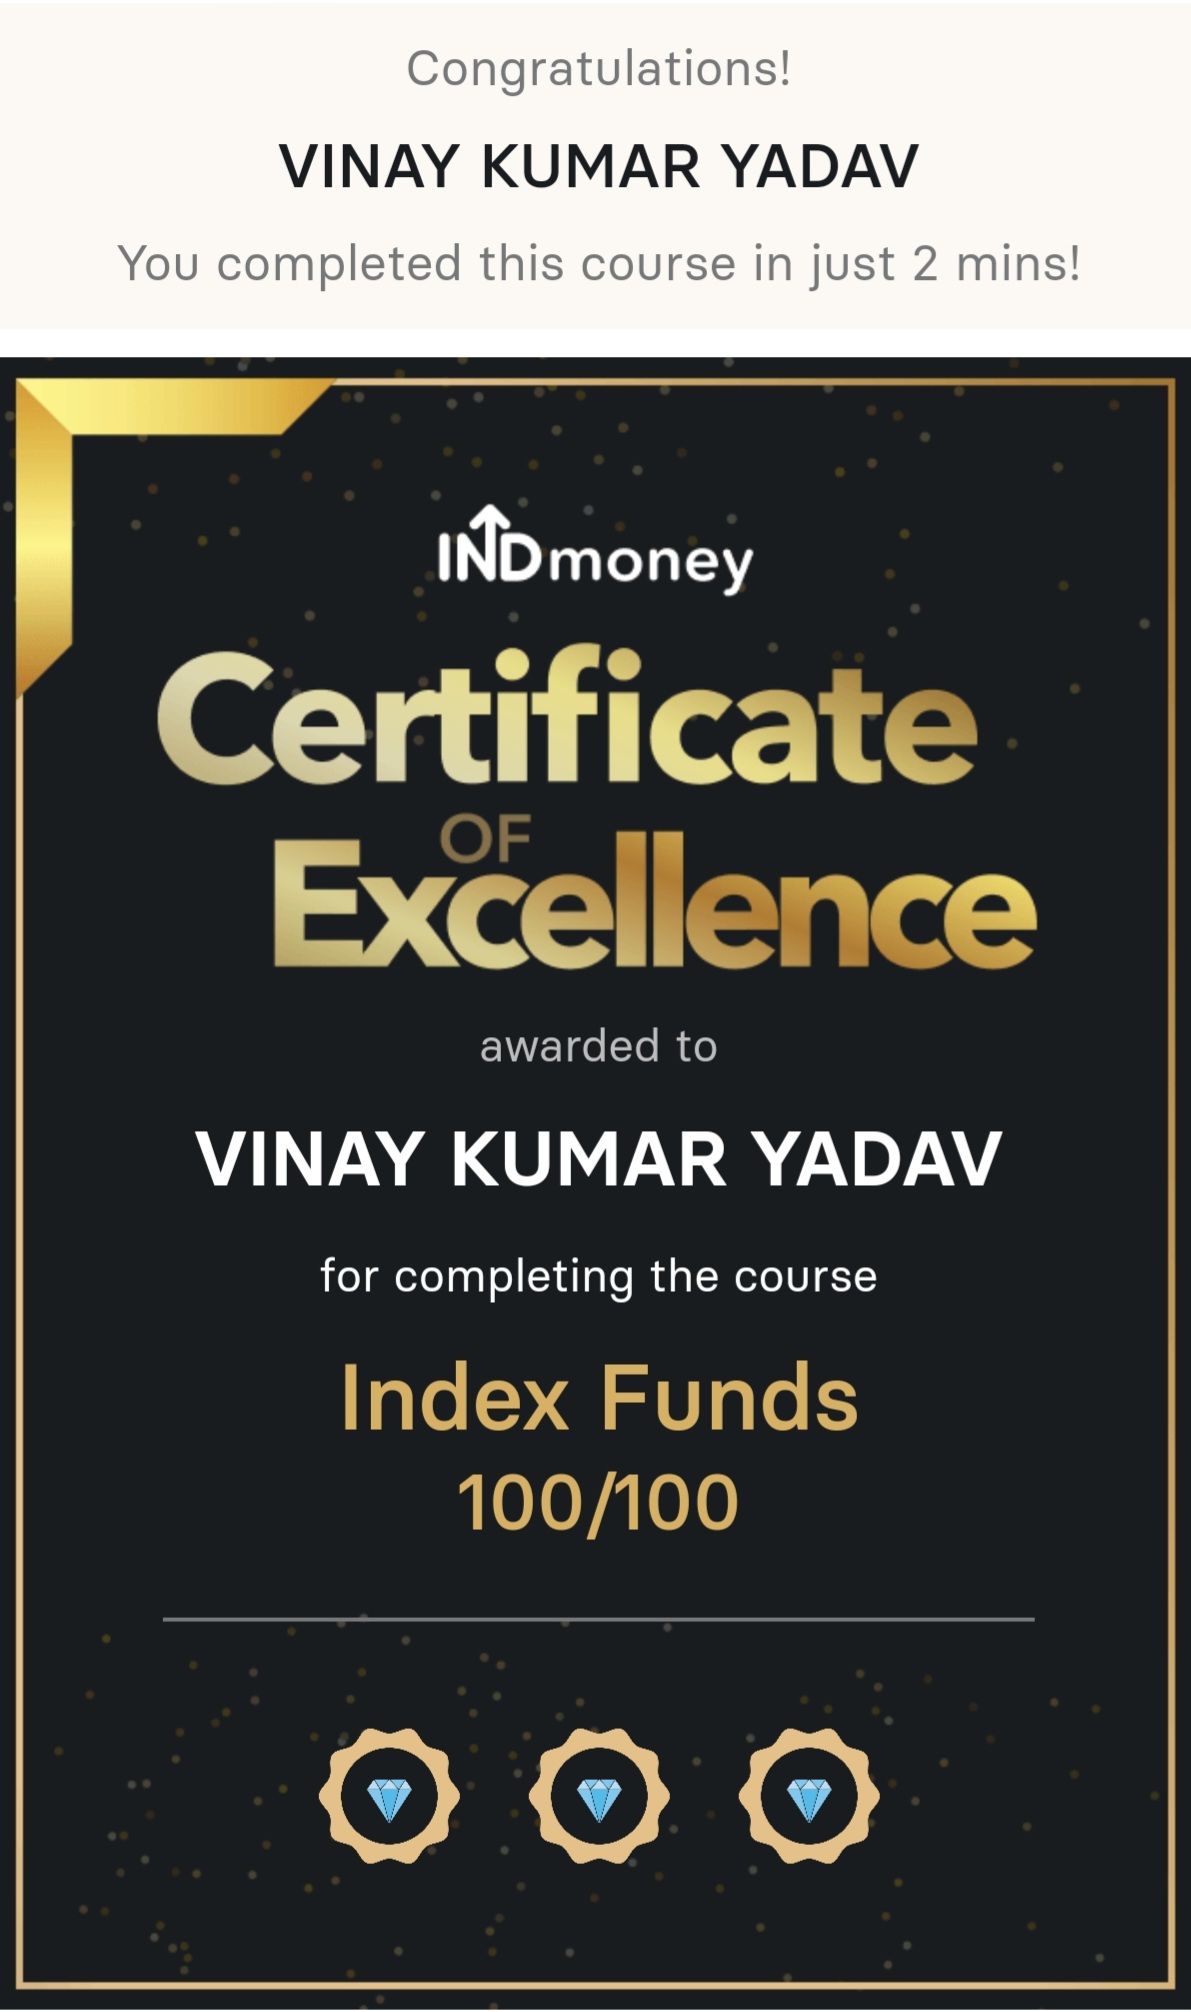 Congratulations!
VINAY KUMAR YADAV
You completed this course in just 2 mins!
INDmoney
Certificate
OF
Excellence
awarded to
VINAY KUMAR YADAV
for completing the course
Index Funds
100/100